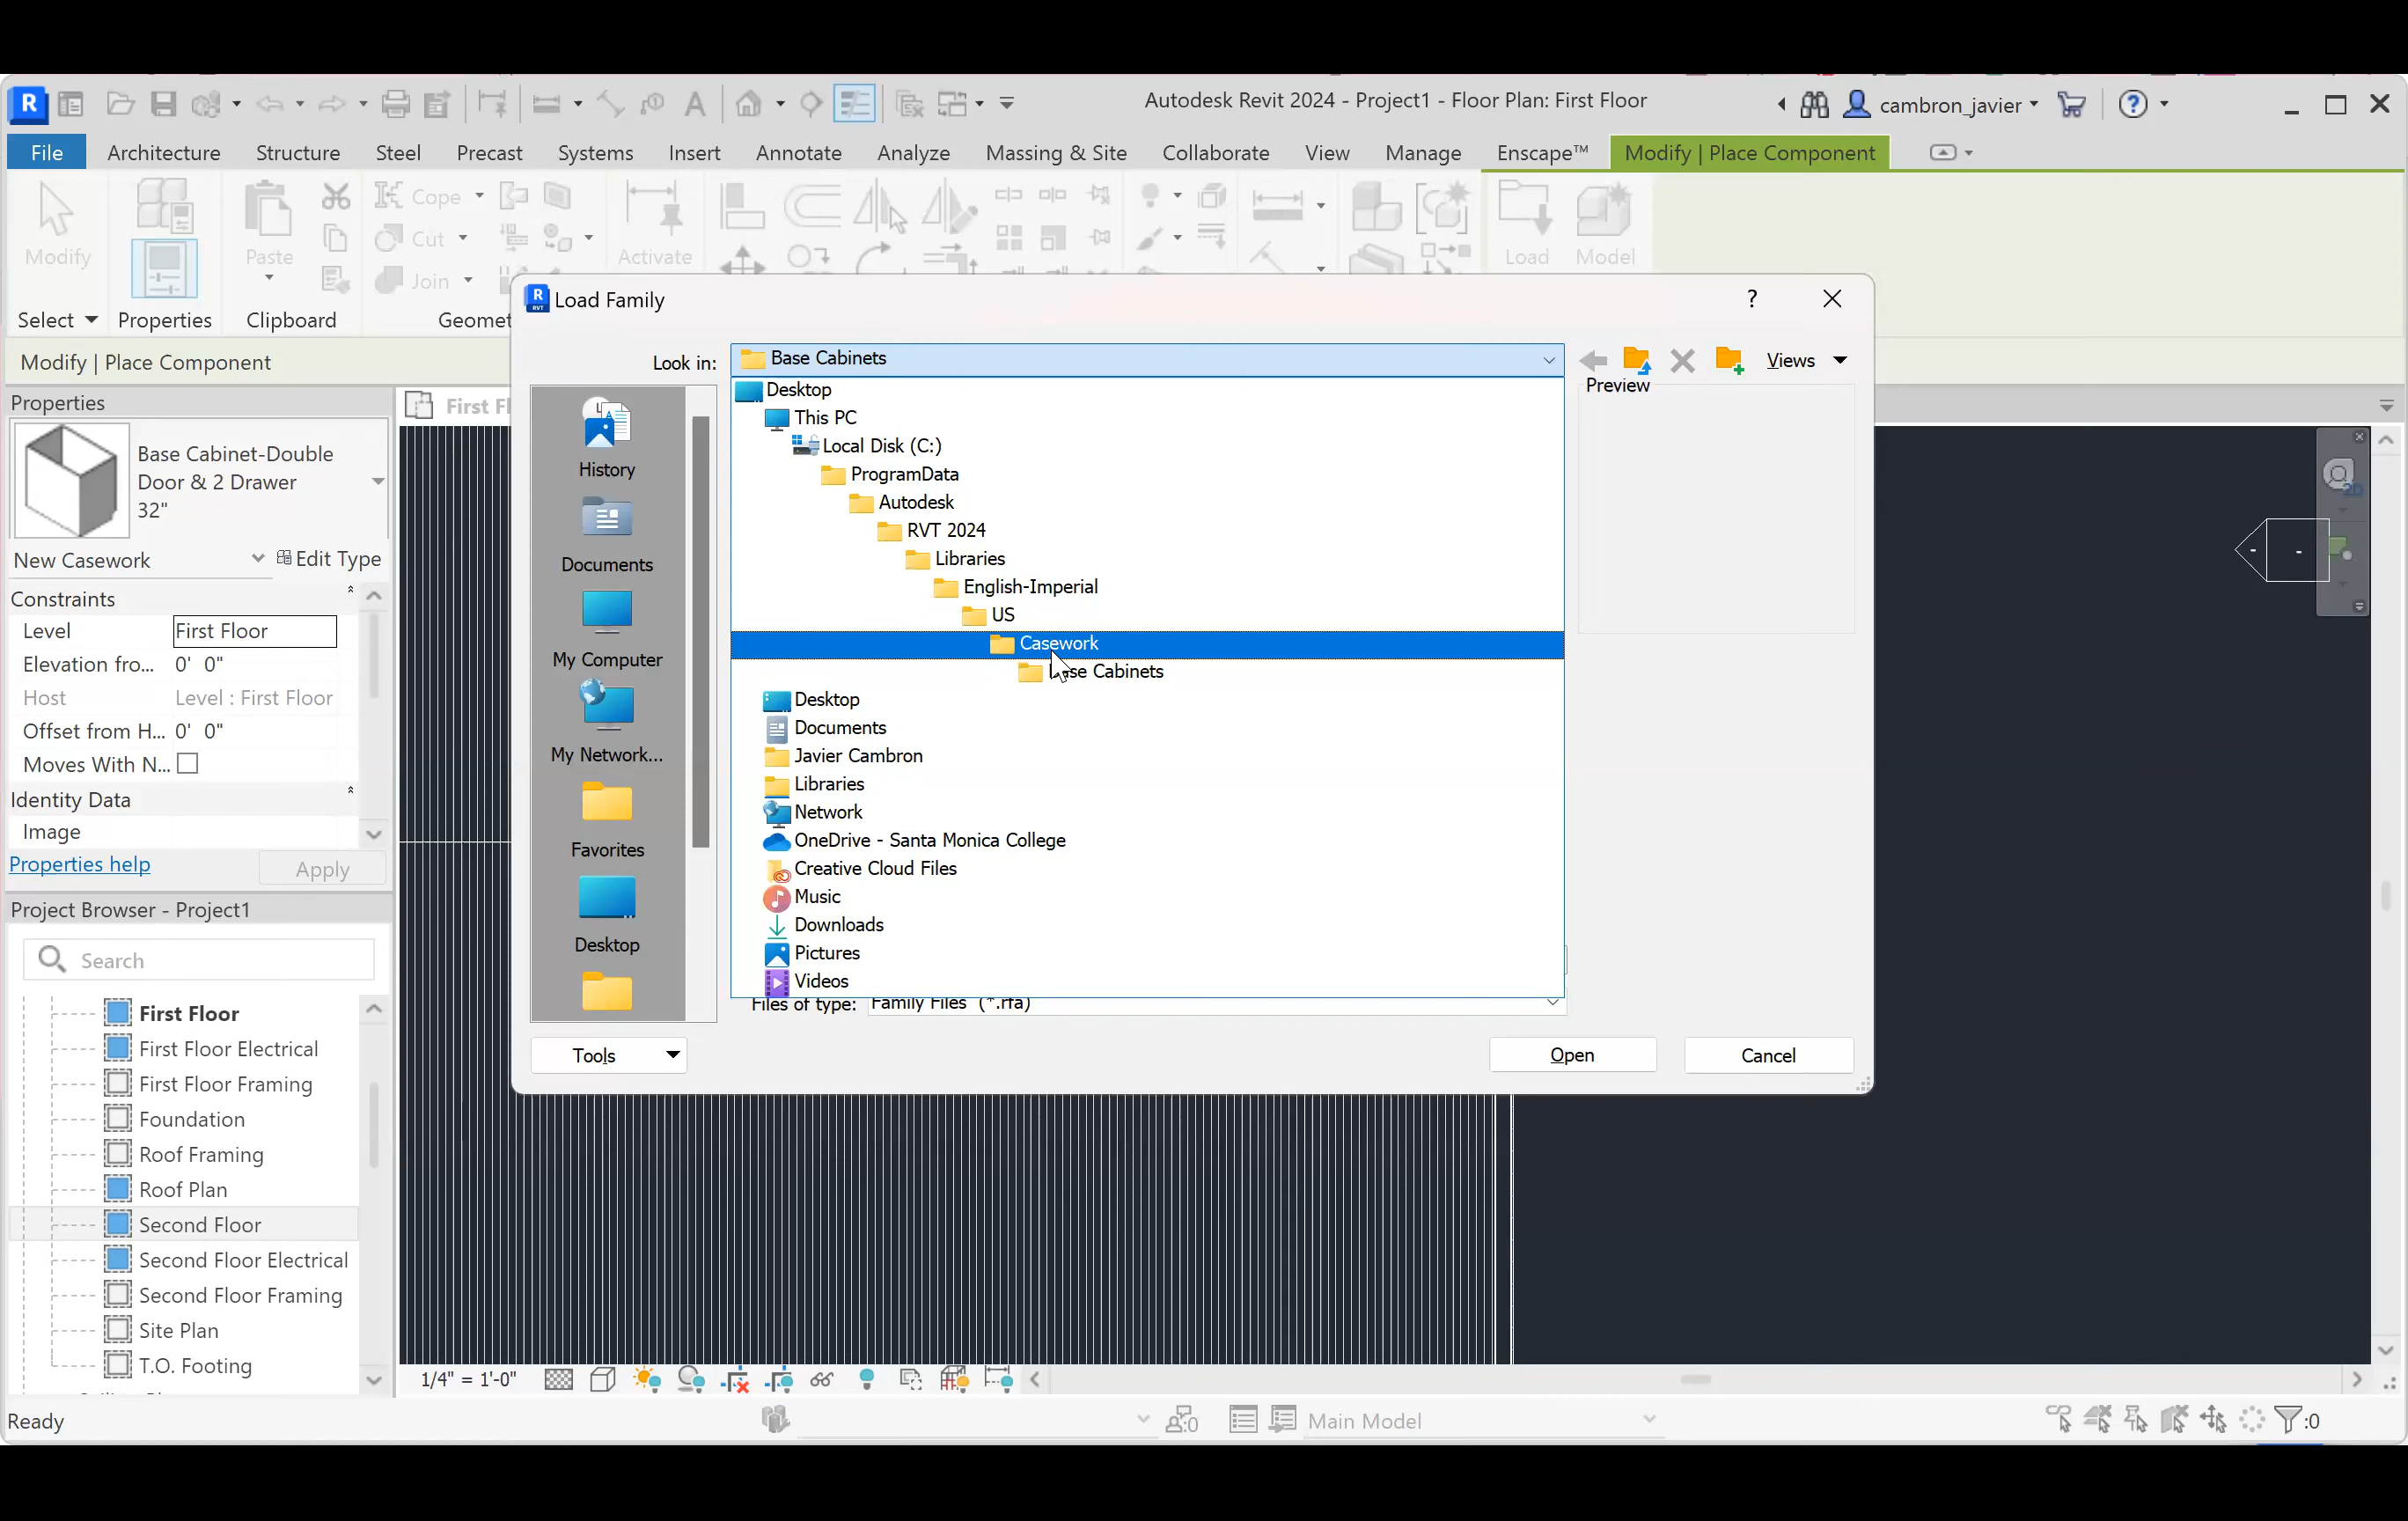 Autodesk Revit 2024 - Project1 - Floor Plan: First Floor
cambron_javier
File Architecture Structure Steel Precast Systems Insert Annotate Analyze Massing & Site Collaborate View Manage Enscape™ Modify | Place Component
Modify
Paste
Cope
Cut
Join
Activate
Load
Model
Select
Properties
Clipboard
Geomet
Modify | Place Component
Properties
Base Cabinet-Double
Door & 2 Drawer
32"
New Casework
Edit Type
Constraints
Level First Floor
Elevation fro... 0' 0"
Host Level : First Floor
Offset from H... 0' 0"
Moves With N...
Identity Data
Image
Properties help
Apply
Project Browser - Project1
Search
First Floor
First Floor Electrical
First Floor Framing
Foundation
Roof Framing
Roof Plan
Second Floor
Second Floor Electrical
Second Floor Framing
Site Plan
T.O. Footing
First Fl
Load Family
?
Look in: Base Cabinets
Views
Preview
History
Documents
My Computer
My Network...
Favorites
Desktop
Desktop
This PC
Local Disk (C:)
ProgramData
Autodesk
RVT 2024
Libraries
English-Imperial
US
Casework
se Cabinets
Desktop
Documents
Javier Cambron
Libraries
Network
OneDrive - Santa Monica College
Creative Cloud Files
Music
Downloads
Pictures
Videos
Files of type: Family Files (*.rfa)
Tools
Open
Cancel
2D
1/4" = 1'-0"
Ready
:0
Main Model
:0